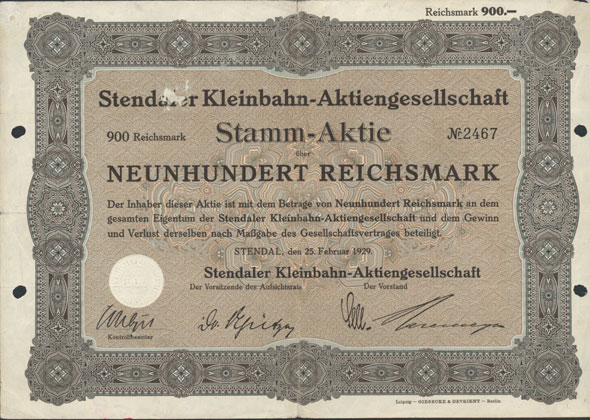 Reichsmark 900.—
Stendaler Kleinbahn-Aktiengesellschaft
900 Reichsmark Stamm-Aktie № 2467
über
NEUNHUNDERT REICHSMARK
Der Inhaber dieser Aktie ist mit dem Betrage von Neunhundert Reichsmark an dem
gesamten Eigentum der Stendaler Kleinbahn-Aktiengesellschaft und dem Gewinn
und Verlust derselben nach Maßgabe des Gesellschaftsvertrages beteiligt.
STENDAL, den 25. Februar 1929.
Stendaler Kleinbahn-Aktiengesellschaft
Der Vorsitzende des Aufsichtsrats Der Vorstand
Kontrollbeamter
Leipzig — GIESECKE & DEVRIENT — Berlin